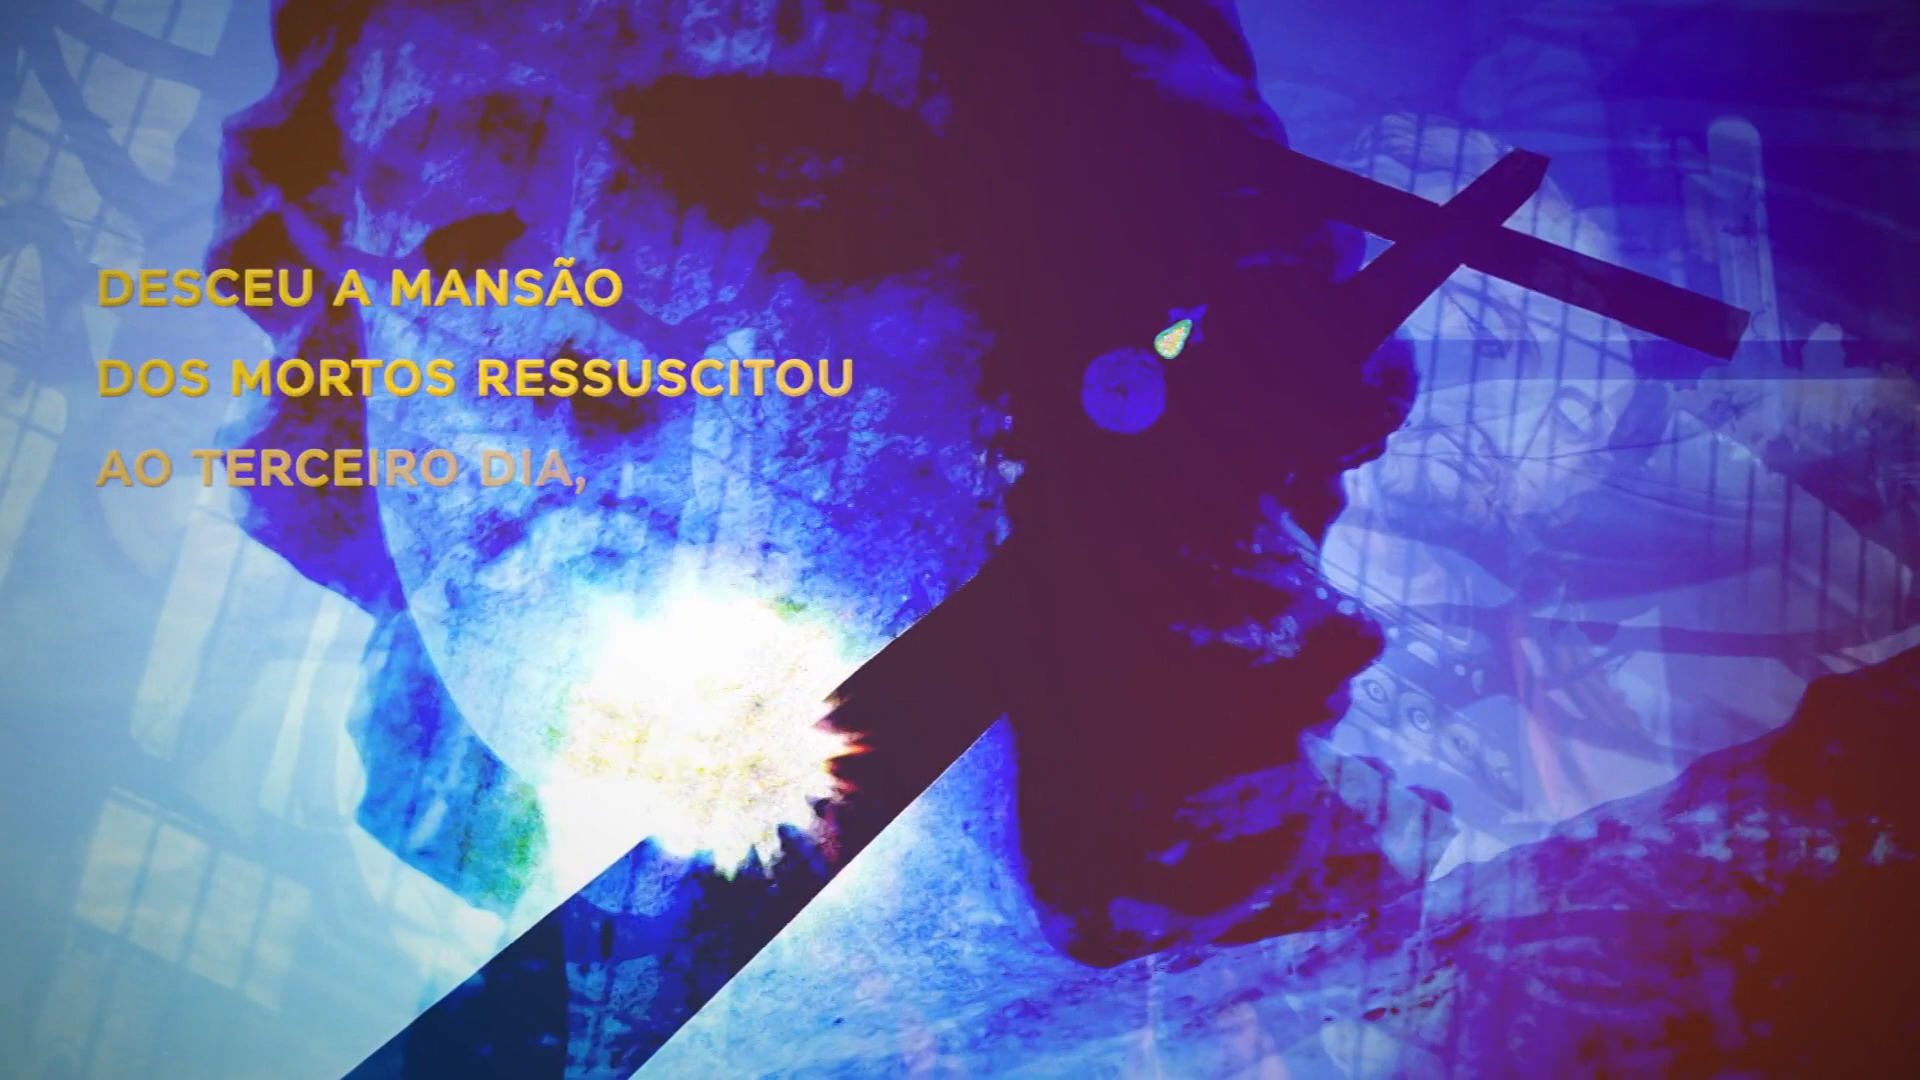 DESCEU A MANSÃO
DOS MORTOS RESSUSCITOU
AO TERCEIRO DIA,